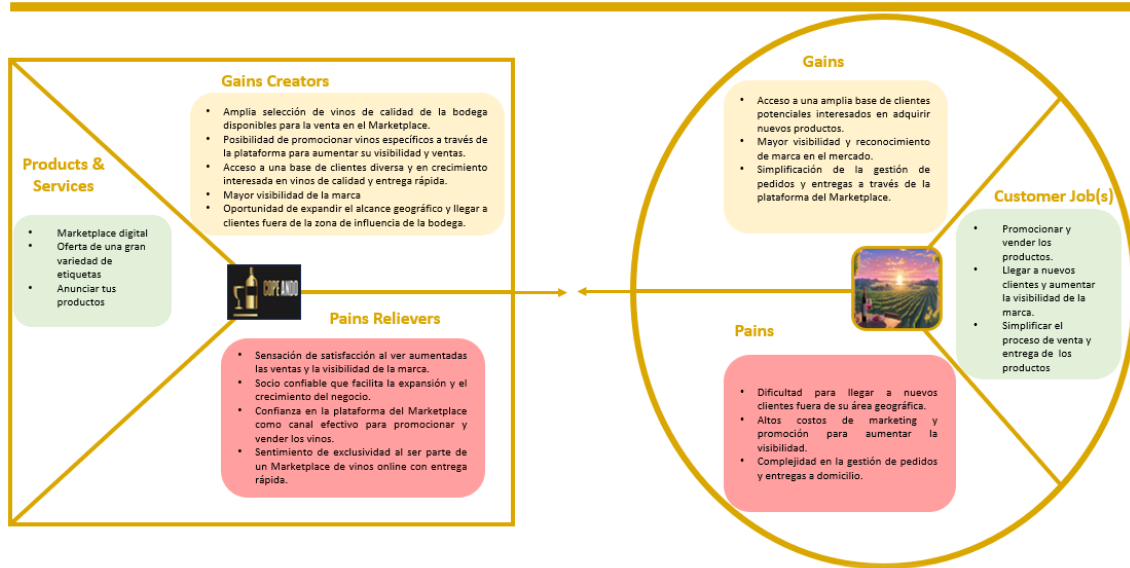 Gains Creators
• Amplia selección de vinos de calidad de la bodega
disponibles para la venta en el Marketplace.
• Posibilidad de promocionar vinos específicos a través de
la plataforma para aumentar su visibilidad y ventas.
• Acceso a una base de clientes diversa y en crecimiento
interesada en vinos de calidad y entrega rápida.
• Mayor visibilidad de la marca
• Oportunidad de expandir el alcance geográfico y llegar a
clientes fuera de la zona de influencia de la bodega.
Products &
Services
• Marketplace digital
• Oferta de una gran
variedad de
etiquetas
• Anunciar tus
productos
COPEANDO
Pains Relievers
• Sensación de satisfacción al ver aumentadas
las ventas y la visibilidad de la marca.
• Socio confiable que facilita la expansión y el
crecimiento del negocio.
• Confianza en la plataforma del Marketplace
como canal efectivo para promocionar y
vender los vinos.
• Sentimiento de exclusividad al ser parte de
un Marketplace de vinos online con entrega
rápida.
Gains
• Acceso a una amplia base de clientes
potenciales interesados en adquirir
nuevos productos.
• Mayor visibilidad y reconocimiento
de marca en el mercado.
• Simplificación de la gestión de
pedidos y entregas a través de la
plataforma del Marketplace.
Customer Job(s)
• Promocionar y
vender los
productos.
• Llegar a nuevos
clientes y aumentar
la visibilidad de la
marca.
• Simplificar el
proceso de venta y
entrega de los
productos
Pains
• Dificultad para llegar a nuevos
clientes fuera de su área geográfica.
• Altos costos de marketing y
promoción para aumentar la
visibilidad.
• Complejidad en la gestión de pedidos
y entregas a domicilio.